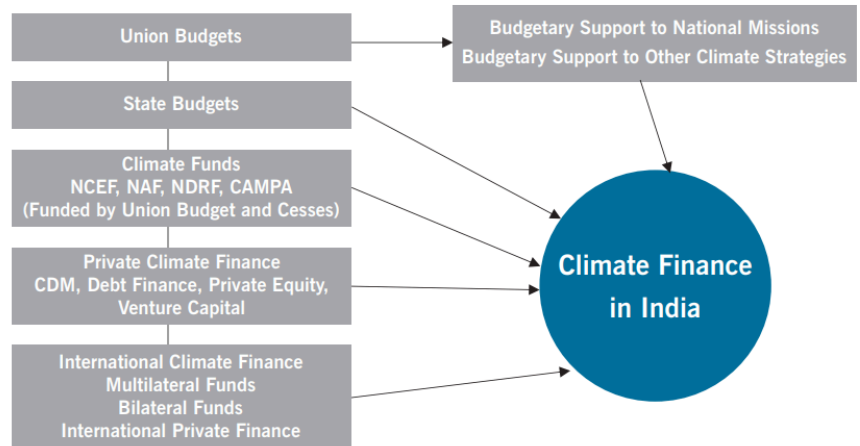 Union Budgets
Budgetary Support to National Missions
Budgetary Support to Other Climate Strategies
State Budgets
Climate Funds
NCEF, NAF, NDRF, CAMPA
(Funded by Union Budget and Cesses)
Private Climate Finance
CDM, Debt Finance, Private Equity,
Venture Capital
International Climate Finance
Multilateral Funds
Bilateral Funds
International Private Finance
Climate Finance
in India